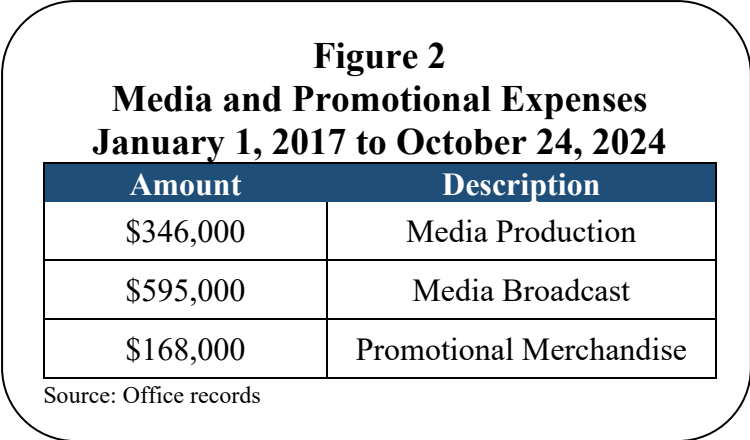 Figure 2
Media and Promotional Expenses
January 1, 2017 to October 24, 2024
Amount Description
$346,000 Media Production
$595,000 Media Broadcast
$168,000 Promotional Merchandise
Source: Office records